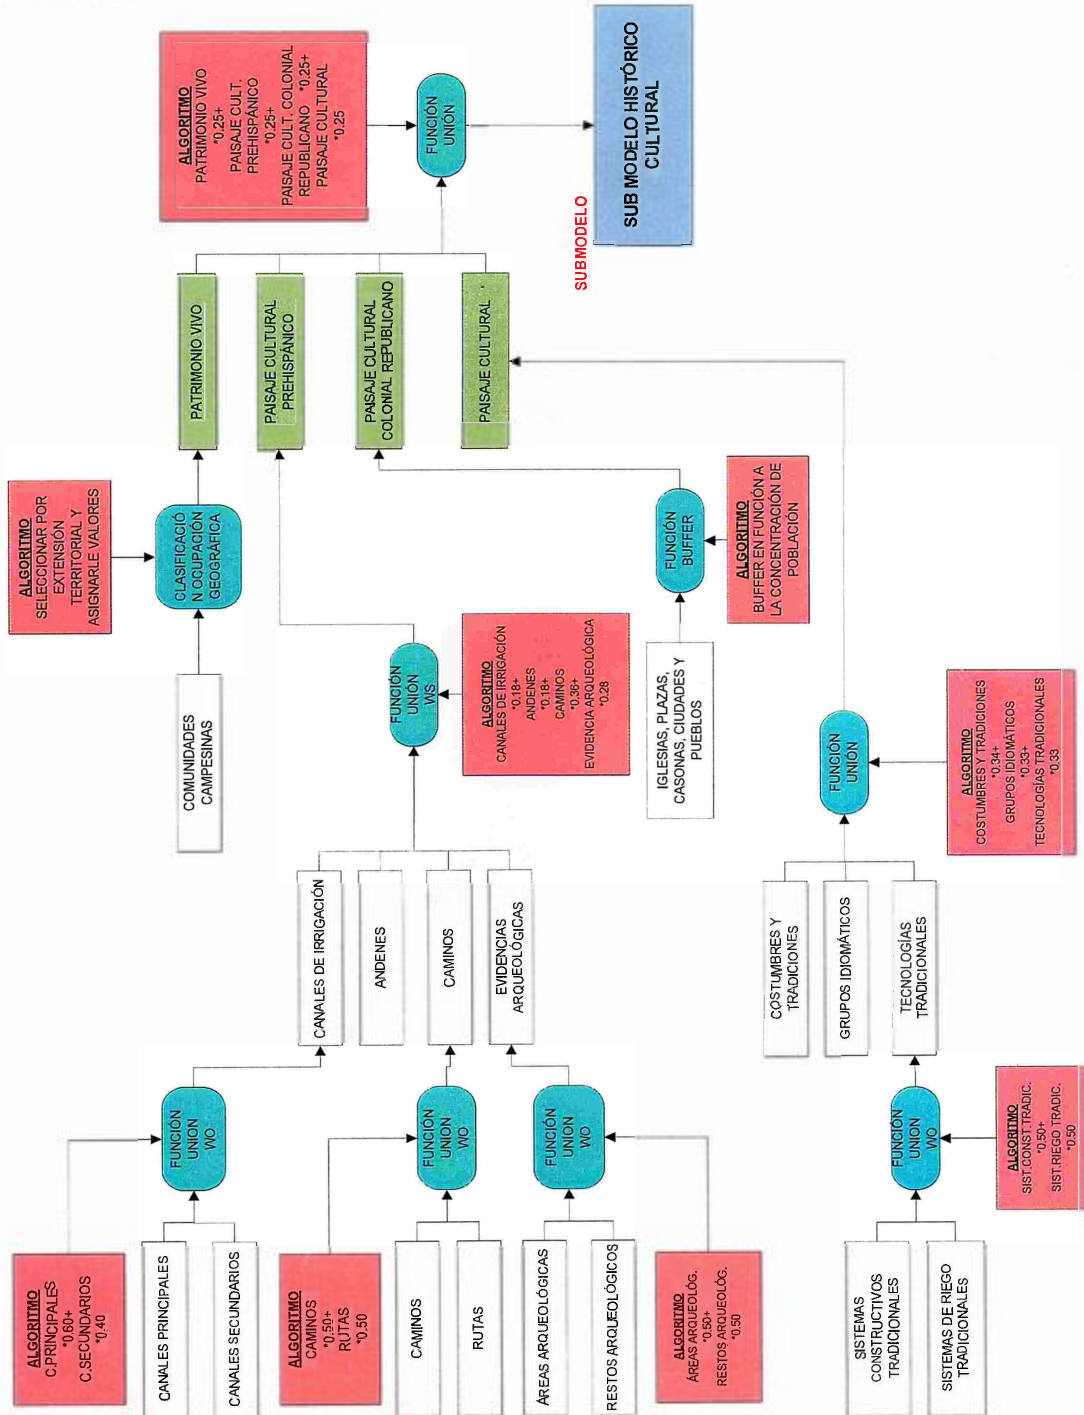 ALGORITMO
C.PRINCIPALES
*0.60+
C.SECUNDARIOS
*0.40
CANALES PRINCIPALES
CANALES SECUNDARIOS
FUNCIÓN
UNION
WO
ALGORITMO
CAMINOS
*0.50+
RUTAS
*0.50
CAMINOS
RUTAS
FUNCIÓN
UNION
WO
ÁREAS ARQUEOLÓGICAS
RESTOS ARQUEOLÓGICOS
FUNCIÓN
UNION
WO
ALGORITMO
ÁREAS ARQUEOLÓG.
*0.50+
RESTOS ARQUEOLÓG.
*0.50
SISTEMAS
CONSTRUCTIVOS
TRADICIONALES
SISTEMAS DE RIEGO
TRADICIONALES
FUNCIÓN
UNION
WO
ALGORITMO
SIST.CONST.TRADIC.
*0.50+
SIST.RIEGO TRADIC.
*0.50
CANALES DE IRRIGACIÓN
ANDENES
CAMINOS
EVIDENCIAS
ARQUEOLÓGICAS
COSTUMBRES Y
TRADICIONES
GRUPOS IDIOMÁTICOS
TECNOLOGÍAS
TRADICIONALES
ALGORITMO
SELECCIONAR POR
EXTENSIÓN
TERRITORIAL Y
ASIGNARLE VALORES
COMUNIDADES
CAMPESINAS
CLASIFICACIÓ
N OCUPACIÓN
GEOGRÁFICA
FUNCIÓN
UNIÓN
WS
ALGORITMO
CANALES DE IRRIGACIÓN
*0.18+
ANDENES
*0.18+
CAMINOS
*0.36+
EVIDENCIA ARQUEOLÓGICA
*0.28
IGLESIAS, PLAZAS,
CASONAS, CIUDADES Y
PUEBLOS
FUNCIÓN
BUFFER
ALGORITMO
BUFFER EN FUNCIÓN A
LA CONCENTRACIÓN DE
POBLACIÓN
FUNCIÓN
UNIÓN
ALGORITMO
COSTUMBRES Y TRADICIONES
*0.34+
GRUPOS IDIOMÁTICOS
*0.33+
TECNOLOGÍAS TRADICIONALES
*0.33
PATRIMONIO VIVO
PAISAJE CULTURAL
PREHISPÁNICO
PAISAJE CULTURAL
COLONIAL REPUBLICANO
PAISAJE CULTURAL
ALGORITMO
PATRIMONIO VIVO
*0.25+
PAISAJE CULT.
PREHISPÁNICO
*0.25+
PAISAJE CULT. COLONIAL
REPUBLICANO *0.25+
PAISAJE CULTURAL
*0.25
FUNCIÓN
UNIÓN
SUBMODELO
SUB MODELO HISTÓRICO
CULTURAL